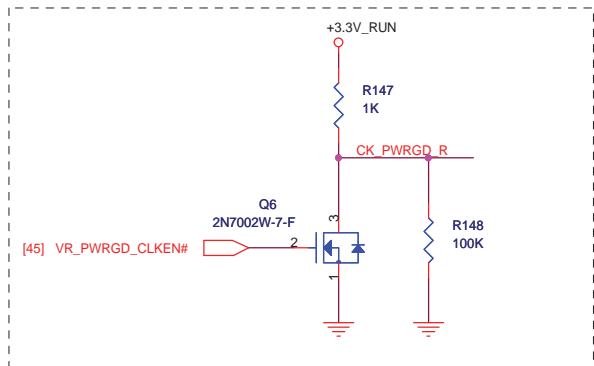 +3.3V_RUN
R147
1K
CK_PWRGD_R
Q6
2N7002W-7-F
3
[45] VR_PWRGD_CLKEN#
2
R148
100K
1